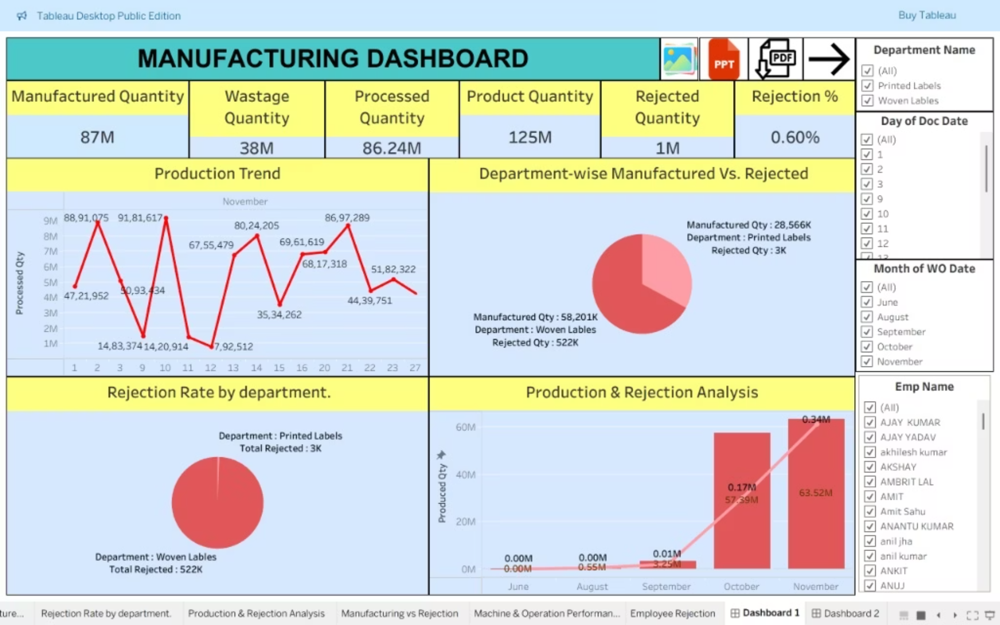 Tableau Desktop Public Edition
Buy Tableau
MANUFACTURING DASHBOARD
PPT
PDF
Manufactured Quantity
87M
Wastage
Quantity
38M
Processed
Quantity
86.24M
Product Quantity
125M
Rejected
Quantity
1M
Rejection %
0.60%
Production Trend
November
Processed Qty
9M
8M
7M
6M
5M
4M
3M
2M
1M
88,91,075
91,81,617
80,24,205
86,97,289
67,55,479
69,61,619
68,17,318
51,82,322
47,21,952
50,93,434
44,39,751
35,34,262
14,83,374
14,20,914
7,92,512
1 2 3 9 10 11 12 13 14 15 16 20 21 22 23 27
Department-wise Manufactured Vs. Rejected
Manufactured Qty : 28,566K
Department : Printed Labels
Rejected Qty : 3K
Manufactured Qty : 58,201K
Department : Woven Lables
Rejected Qty : 522K
Rejection Rate by department.
Department : Printed Labels
Total Rejected : 3K
Department : Woven Lables
Total Rejected : 522K
Production & Rejection Analysis
Produced Qty
60M
40M
20M
0M
0.00M
0.00M
0.00M
0.55M
0.01M
3.25M
0.17M
57.39M
0.34M
63.52M
June August September October November
Department Name
(All)
Printed Labels
Woven Lables
Day of Doc Date
(All)
1
2
3
9
10
11
12
13
Month of WO Date
(All)
June
August
September
October
November
Emp Name
(All)
AJAY KUMAR
AJAY YADAV
akhilesh kumar
AKSHAY
AMBRIT LAL
AMIT
Amit Sahu
ANANTU KUMAR
anil jha
anil kumar
ANKIT
ANUJ
ture... Rejection Rate by department. Production & Rejection Analysis Manufacturing vs Rejection Machine & Operation Performan... Employee Rejection Dashboard 1 Dashboard 2